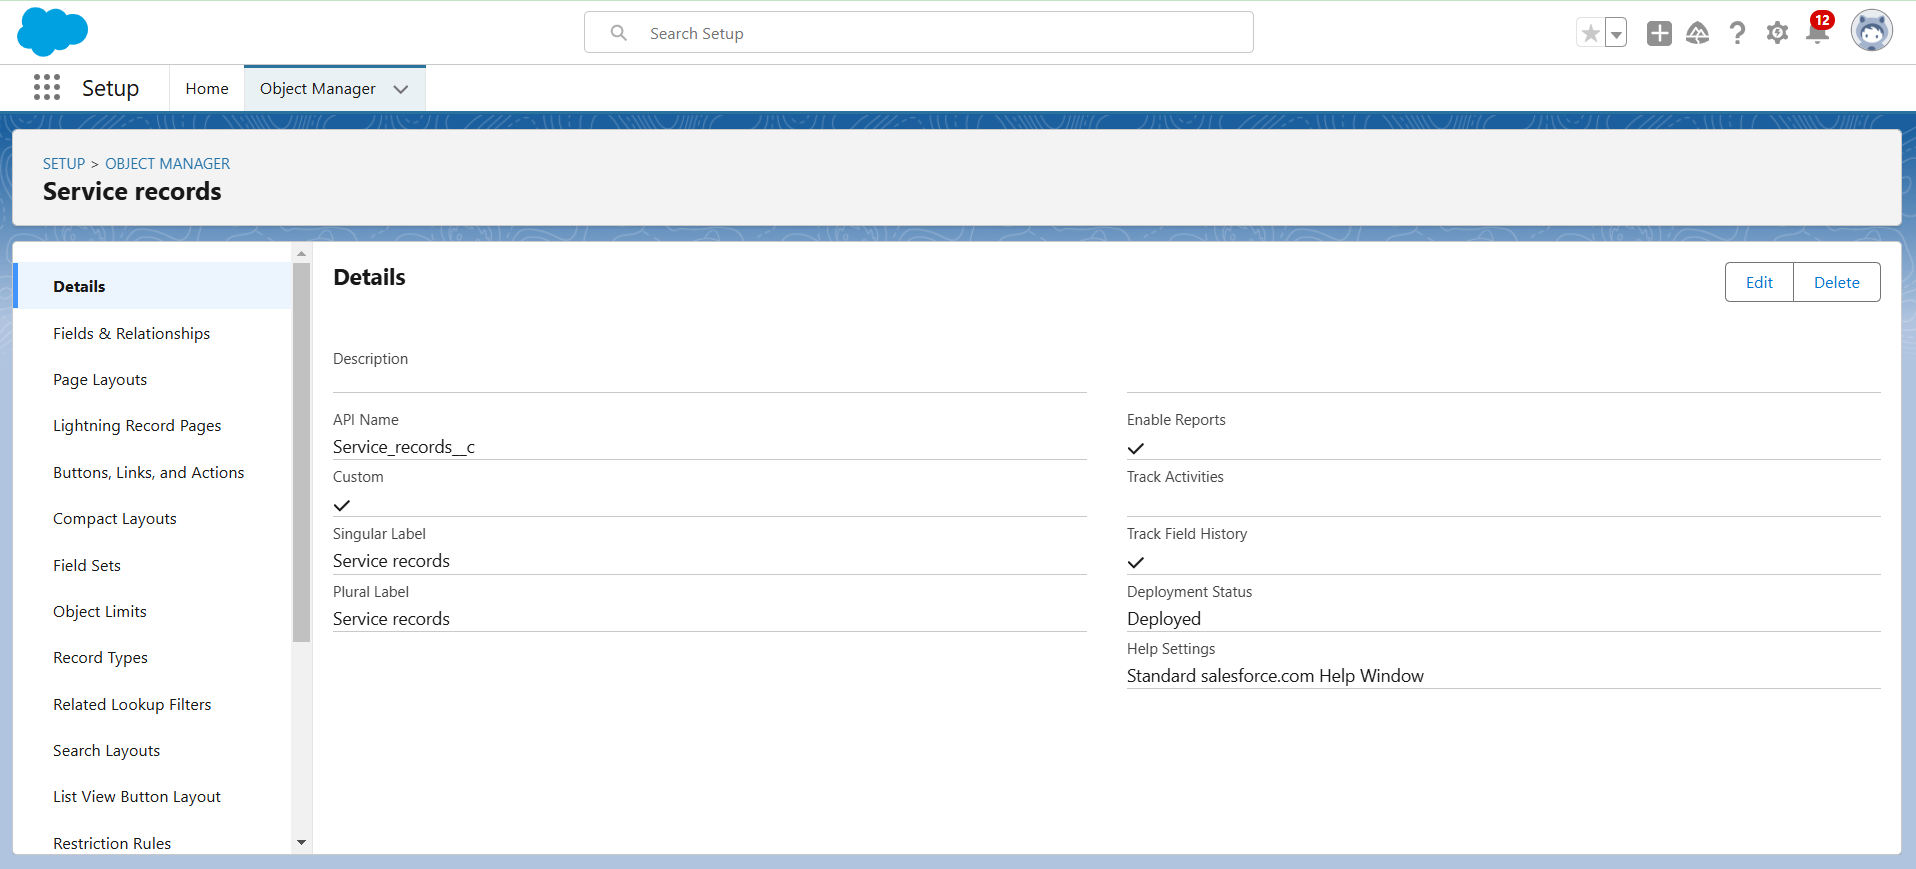 Search Setup
12
Setup
Home
Object Manager
SETUP > OBJECT MANAGER
Service records
Details
Fields & Relationships
Page Layouts
Lightning Record Pages
Buttons, Links, and Actions
Compact Layouts
Field Sets
Object Limits
Record Types
Related Lookup Filters
Search Layouts
List View Button Layout
Restriction Rules
Details
Edit
Delete
Description
API Name
Service_records__c
Custom
Singular Label
Service records
Plural Label
Service records
Enable Reports
Track Activities
Track Field History
Deployment Status
Deployed
Help Settings
Standard salesforce.com Help Window